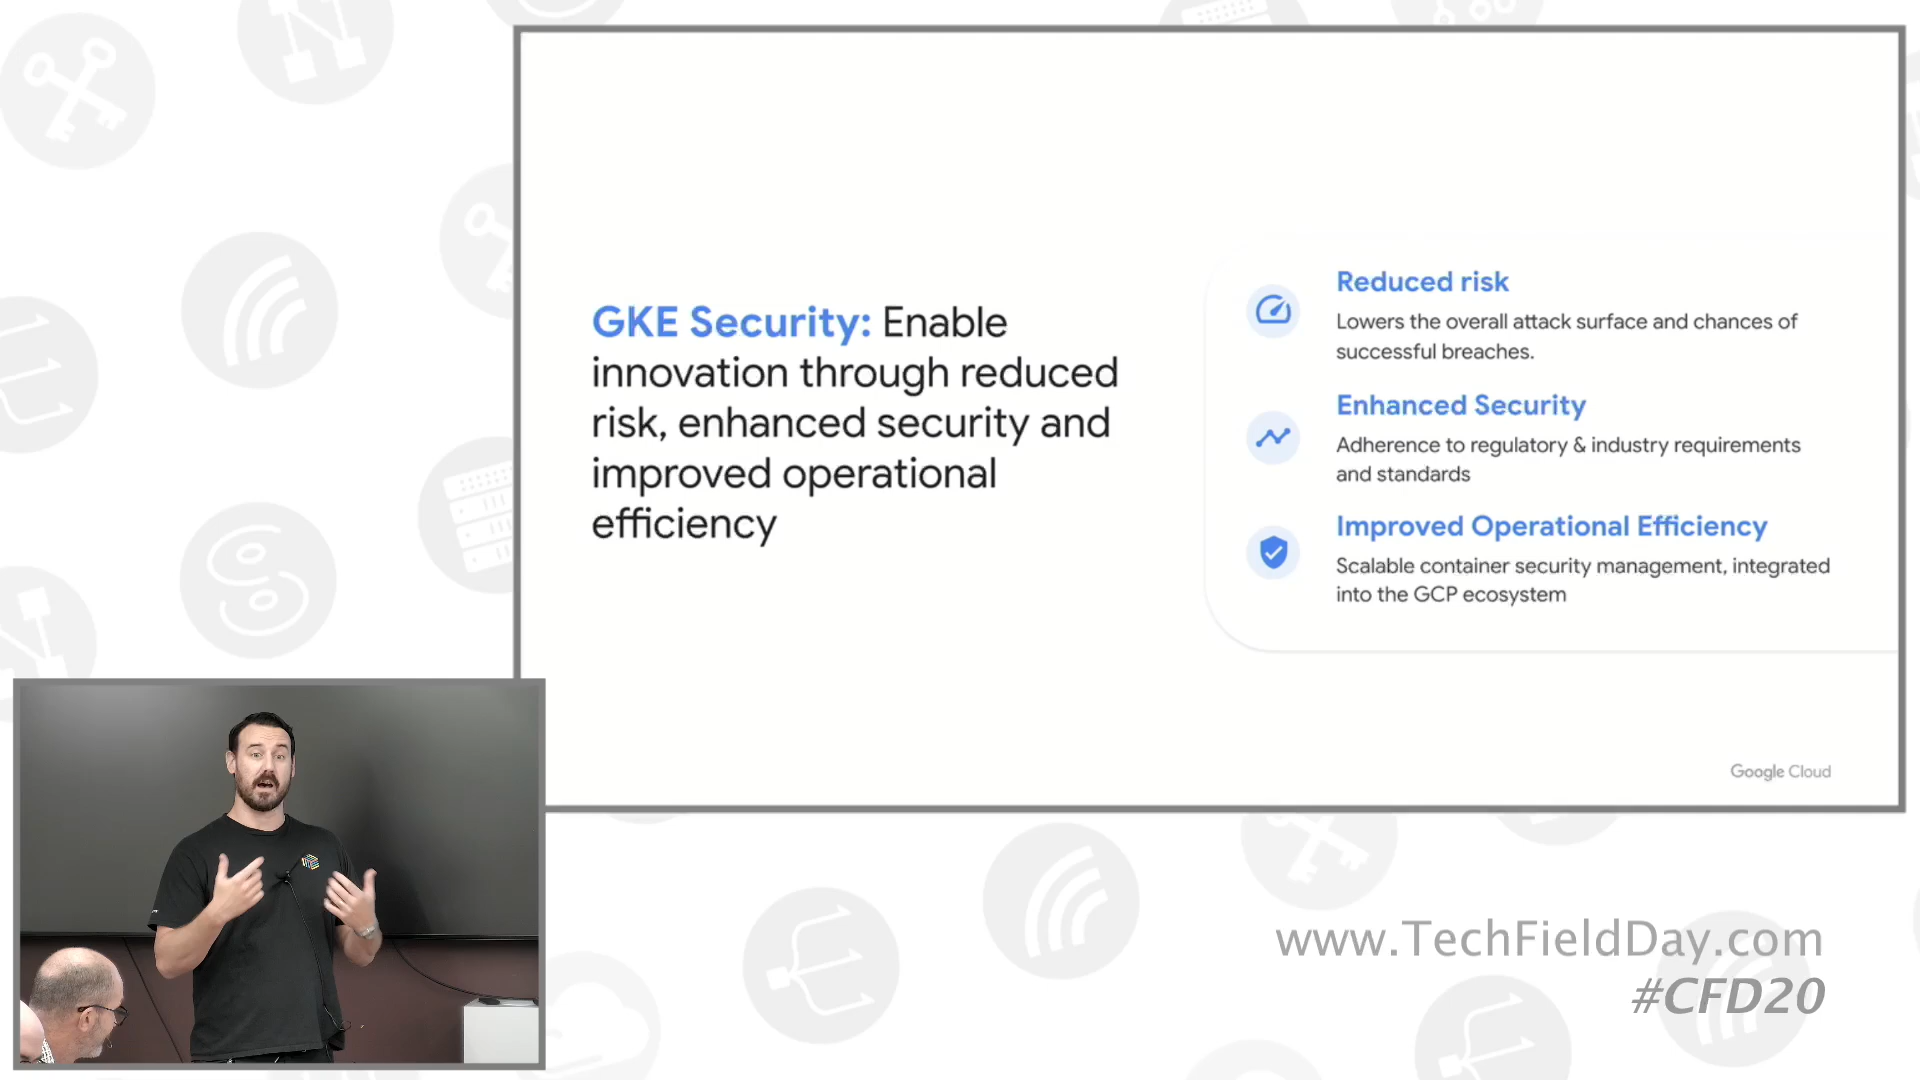 GKE Security: Enable
innovation through reduced
risk, enhanced security and
improved operational
efficiency
Reduced risk
Lowers the overall attack surface and chances of
successful breaches.
Enhanced Security
Adherence to regulatory & industry requirements
and standards
Improved Operational Efficiency
Scalable container security management, integrated
into the GCP ecosystem
Google Cloud
www.TechFieldDay.com
#CFD20